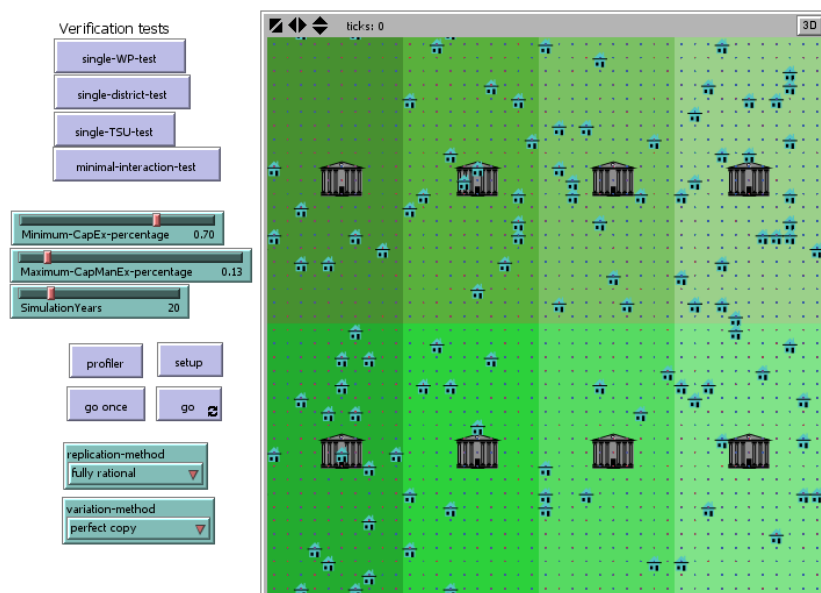 Verification tests
single-WP-test
single-district-test
single-TSU-test
minimal-interaction-test
Minimum-CapEx-percentage 0.70
Maximum-CapManEx-percentage 0.13
SimulationYears 20
profiler setup
go once go
replication-method
fully rational
variation-method
perfect copy
ticks: 0 3D